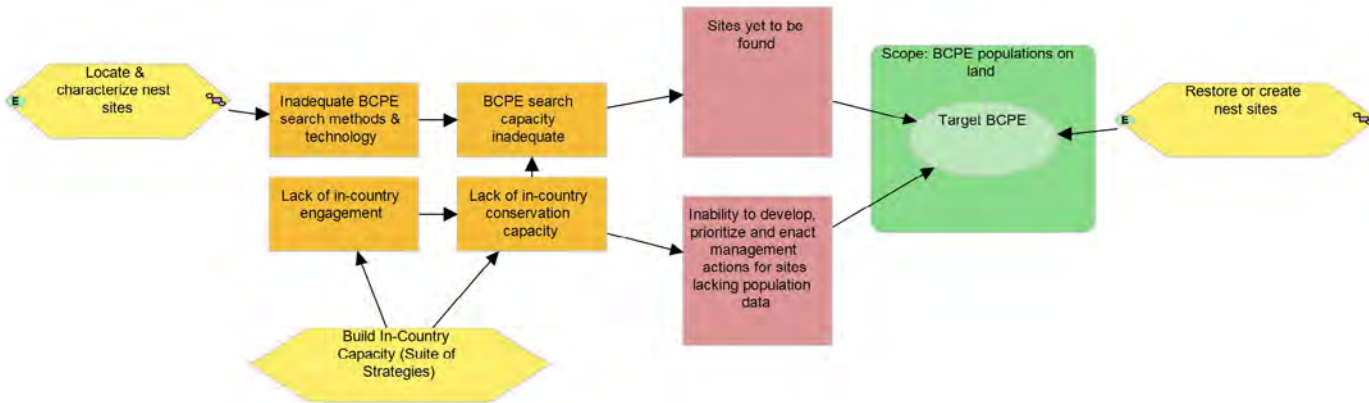 Locate &
characterize nest
sites
E
Inadequate BCPE
search methods &
technology
BCPE search
capacity
inadequate
Sites yet to be
found
Scope: BCPE populations on
land
Target BCPE
Restore or create
nest sites
E
Lack of in-country
engagement
Lack of in-country
conservation
capacity
Inability to develop,
prioritize and enact
management
actions for sites
lacking population
data
Build In-Country
Capacity (Suite of
Strategies)